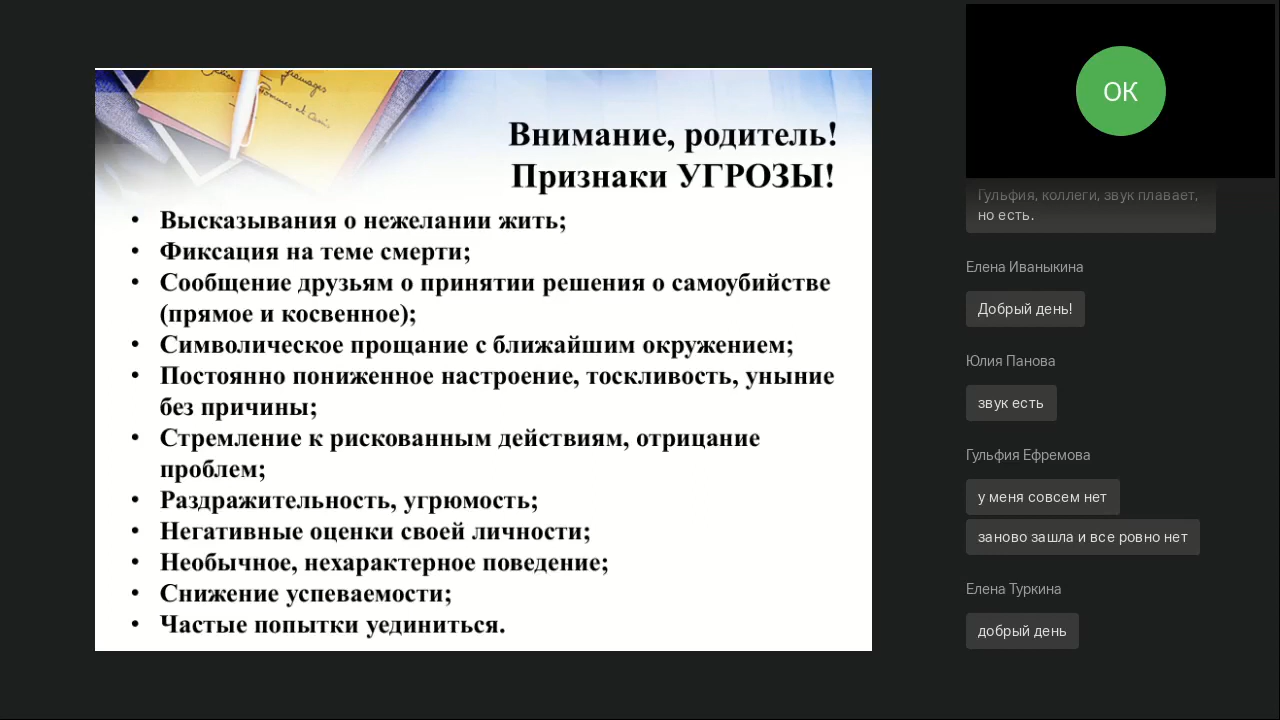 Внимание, родитель!
Признаки УГРОЗЫ!
• Высказывания о нежелании жить;
• Фиксация на теме смерти;
• Сообщение друзьям о принятии решения о самоубийстве
(прямое и косвенное);
• Символическое прощание с ближайшим окружением;
• Постоянно пониженное настроение, тоскливость, уныние
без причины;
• Стремление к рискованным действиям, отрицание
проблем;
• Раздражительность, угрюмость;
• Негативные оценки своей личности;
• Необычное, нехарактерное поведение;
• Снижение успеваемости;
• Частые попытки уединиться.
ОК
Гульфия, коллеги, звук плавает,
но есть.
Елена Иваныкина
Добрый день!
Юлия Панова
звук есть
Гульфия Ефремова
у меня совсем нет
заново зашла и все ровно нет
Елена Туркина
добрый день